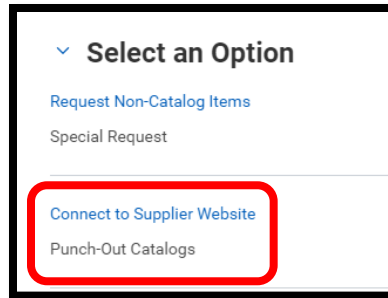 Select an Option
Request Non-Catalog Items
Special Request
Connect to Supplier Website
Punch-Out Catalogs